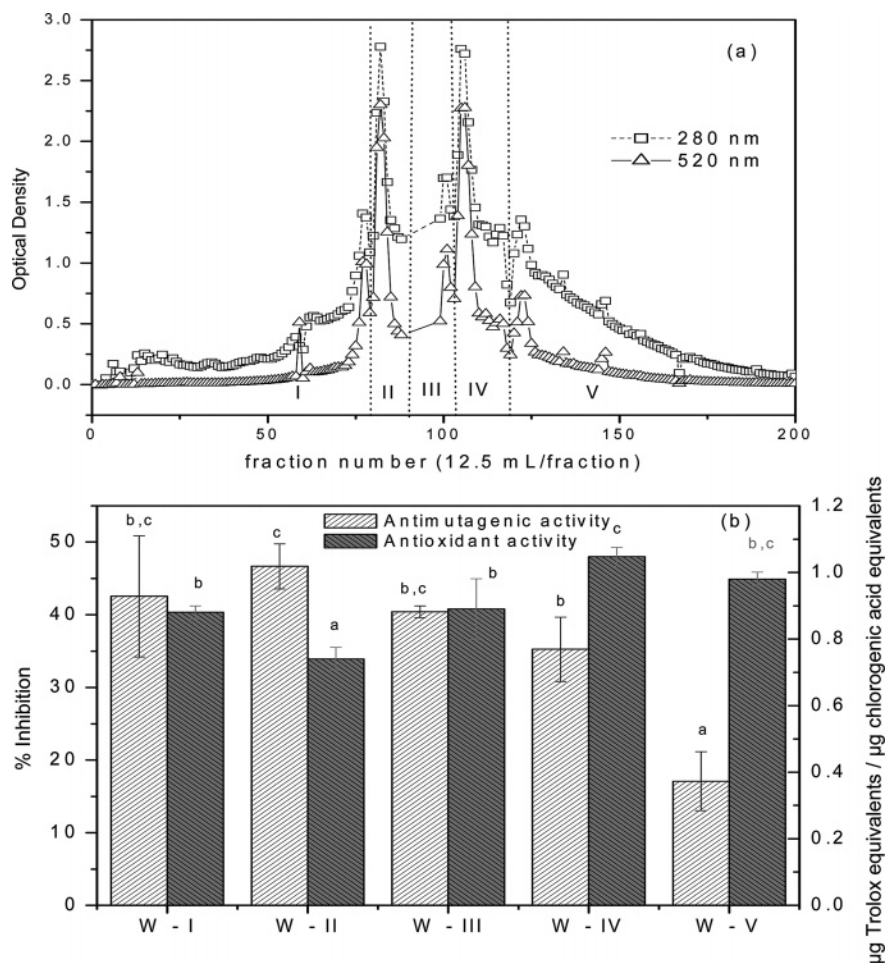 3.0
2.5
2.0
1.5
1.0
0.5
0.0
Optical Density
(a)
280 nm
520 nm
I
II
III
IV
V
0
50
100
150
200
fraction number (12.5 mL/fraction)
50
40
30
20
10
0
% Inhibition
Antimutagenic activity
Antioxidant activity
(b)
b,c
b
c
a
b,c
b
b
c
a
b,c
1.2
1.0
0.8
0.6
0.4
0.2
0.0
µg Trolox equivalents / µg chlorogenic acid equivalents
W - I
W - II
W - III
W - IV
W - V